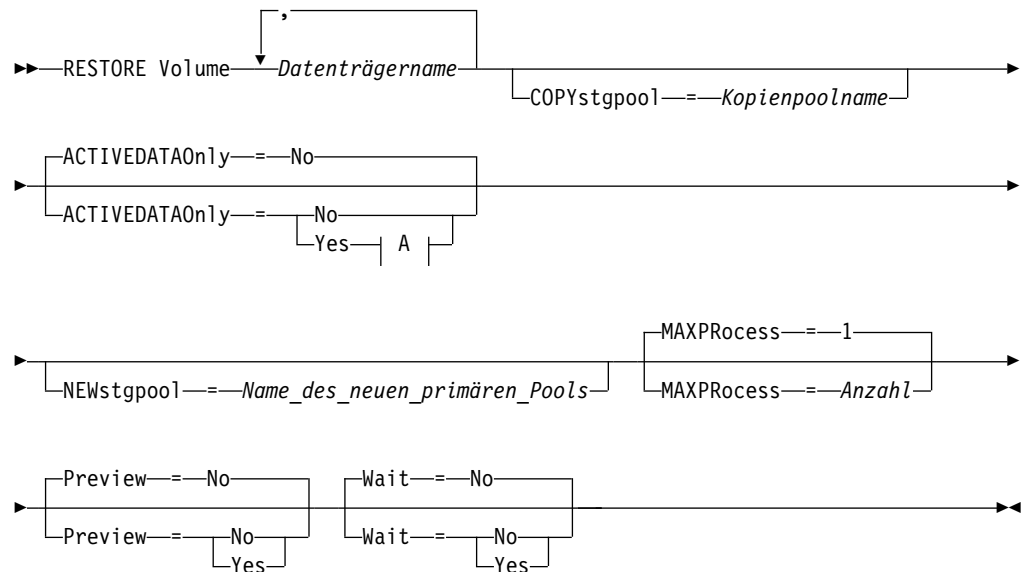 ,
RESTORE Volume Datenträgername
COPYstgpool = Kopienpoolname
ACTIVEDATAOnly = No
ACTIVEDATAOnly = No
Yes A
NEWstgpool = Name_des_neuen_primären_Pools
MAXPRocess = 1
MAXPRocess = Anzahl
Preview = No
Preview = No
Yes
Wait = No
Wait = No
Yes